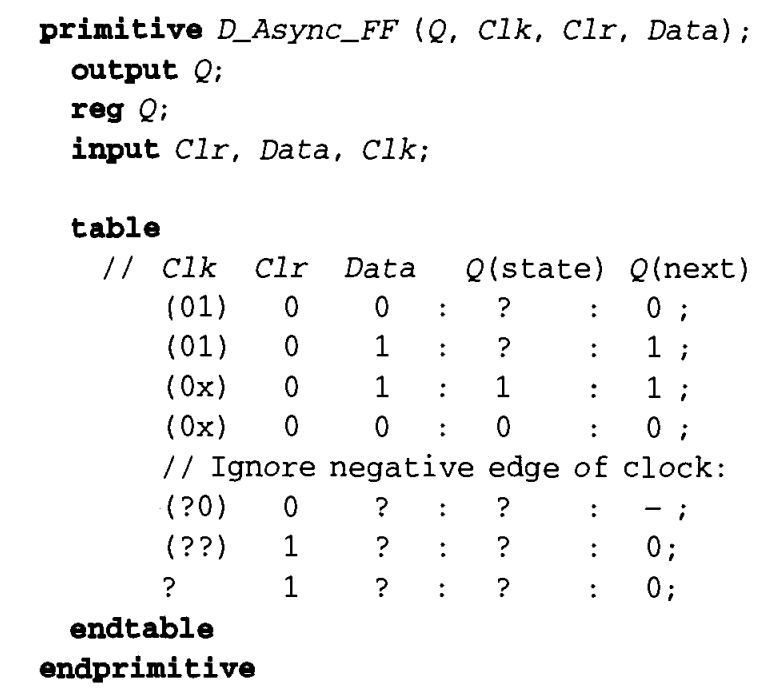 primitive D_Async_FF (Q, Clk, Clr, Data);
output Q;
reg Q;
input Clr, Data, Clk;
table
// Clk Clr Data Q(state) Q(next)
(01) 0 0 : ? : 0 ;
(01) 0 1 : ? : 1 ;
(0x) 0 1 : 1 : 1 ;
(0x) 0 0 : 0 : 0 ;
// Ignore negative edge of clock:
(?0) 0 ? : ? : – ;
(??) 1 ? : ? : 0;
? 1 ? : ? : 0;
endtable
endprimitive